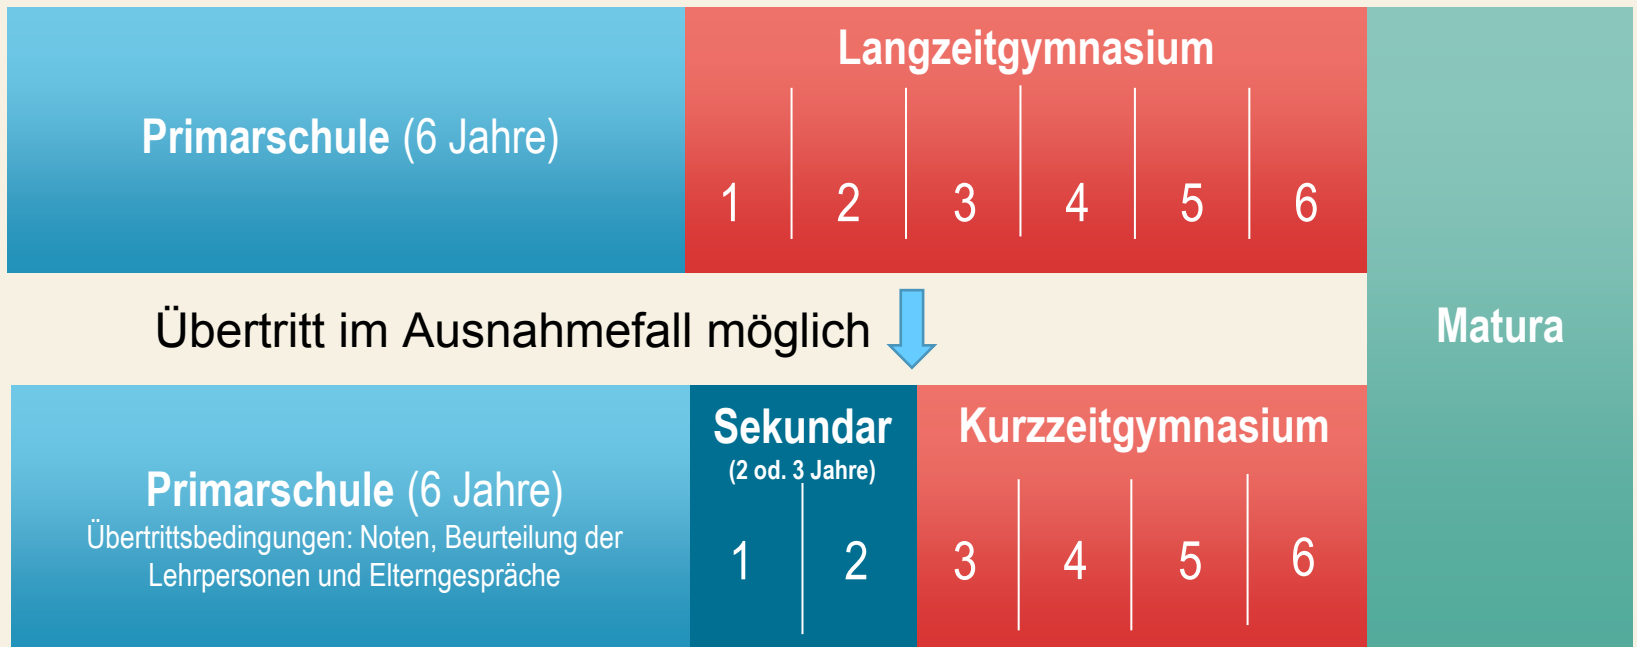 Langzeitgymnasium
Primarschule (6 Jahre)
1 2 3 4 5 6
Übertritt im Ausnahmefall möglich
Matura
Sekundar
(2 od. 3 Jahre)
Kurzzeitgymnasium
Primarschule (6 Jahre)
Übertrittsbedingungen: Noten, Beurteilung der
Lehrpersonen und Elterngespräche
1 2 3 4 5 6